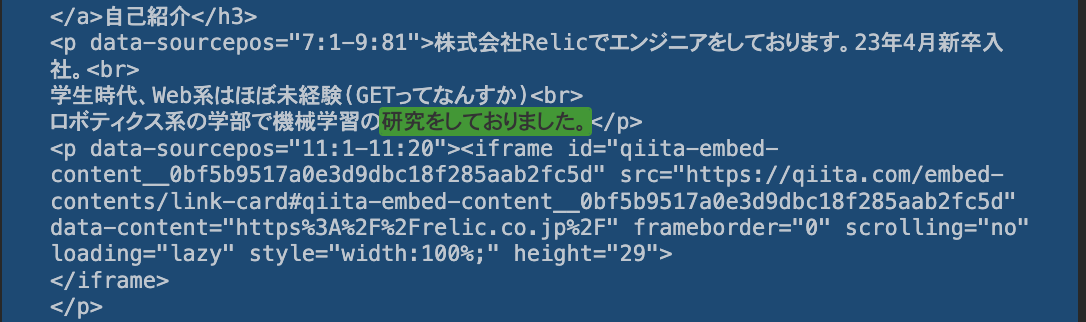 </a>自己紹介</h3>
<p data-sourcepos="7:1-9:81">株式会社Relicでエンジニアをしております。23年4月新卒入
社。<br>
学生時代、Web系はほぼ未経験(GETってなんすか)<br>
ロボティクス系の学部で機械学習の研究をしておりました。</p>
<p data-sourcepos="11:1-11:20"><iframe id="qiita-embed-
content__0bf5b9517a0e3d9dbc18f285aab2fc5d" src="https://qiita.com/embed-
contents/link-card#qiita-embed-content__0bf5b9517a0e3d9dbc18f285aab2fc5d"
data-content="https%3A%2F%2Frelic.co.jp%2F" frameborder="0" scrolling="no"
loading="lazy" style="width:100%;" height="29">
</iframe>
</p>